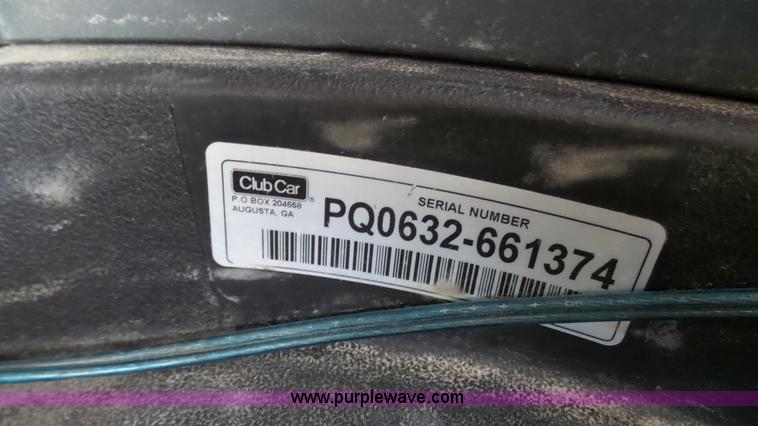 Club Car
P.O BOX 204658
AUGUSTA, GA
SERIAL NUMBER
PQ0632-661374
www.purplewave.com